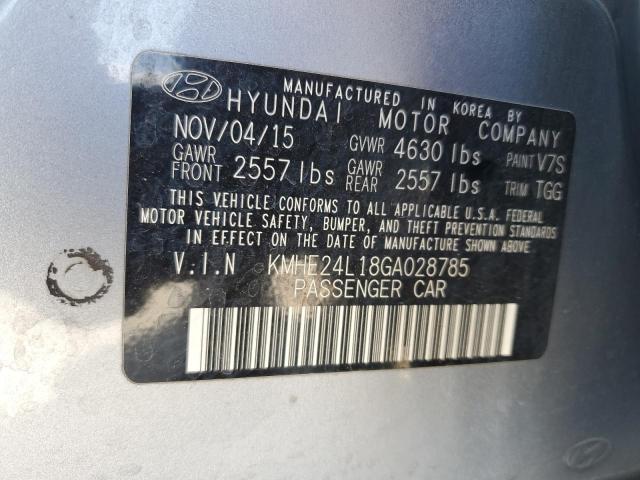 MANUFACTURED IN KOREA BY
HYUNDAI MOTOR COMPANY
NOV/04/15 GVWR 4630 lbs PAINT V7S
GAWR FRONT 2557 lbs GAWR REAR 2557 lbs TRIM TGG
THIS VEHICLE CONFORMS TO ALL APPLICABLE U.S.A. FEDERAL
MOTOR VEHICLE SAFETY, BUMPER, AND THEFT PREVENTION STANDARDS
IN EFFECT ON THE DATE OF MANUFACTURE SHOWN ABOVE.
V.I.N KMHE24L18GA028785
PASSENGER CAR